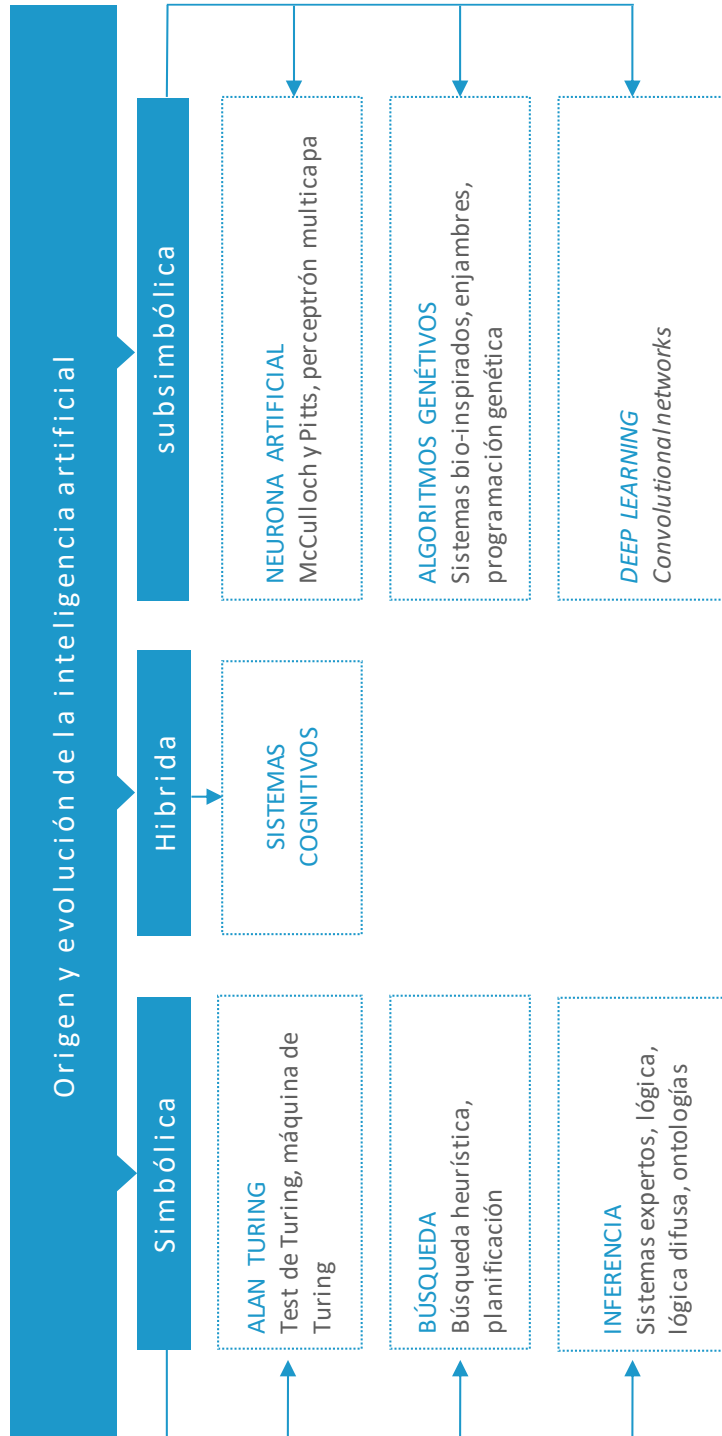 Origen y evolución de la inteligencia artificial
Simbólica
ALAN TURING
Test de Turing, máquina de
Turing
BÚSQUEDA
Búsqueda heurística,
planificación
INFERENCIA
Sistemas expertos, lógica,
lógica difusa, ontologías
Hibrida
SISTEMAS
COGNITIVOS
subsimbólica
NEURONA ARTIFICIAL
McCulloch y Pitts, perceptrón multicapa
ALGORITMOS GENÉTIVOS
Sistemas bio-inspirados, enjambres,
programación genética
DEEP LEARNING
Convolutional networks